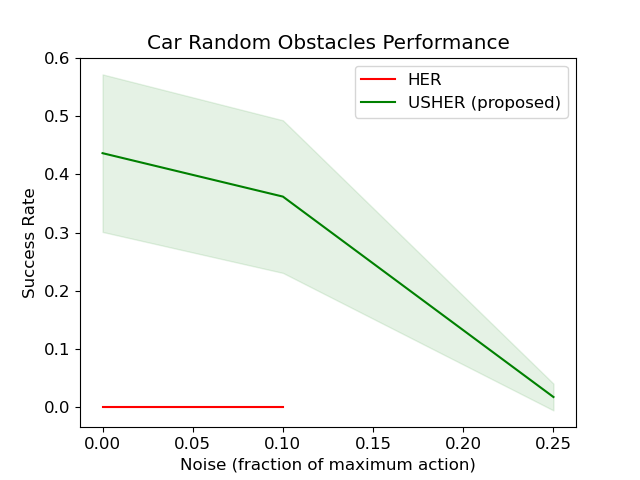 Car Random Obstacles Performance
HER
USHER (proposed)
Success Rate
0.6
0.5
0.4
0.3
0.2
0.1
0.0
0.00 0.05 0.10 0.15 0.20 0.25
Noise (fraction of maximum action)